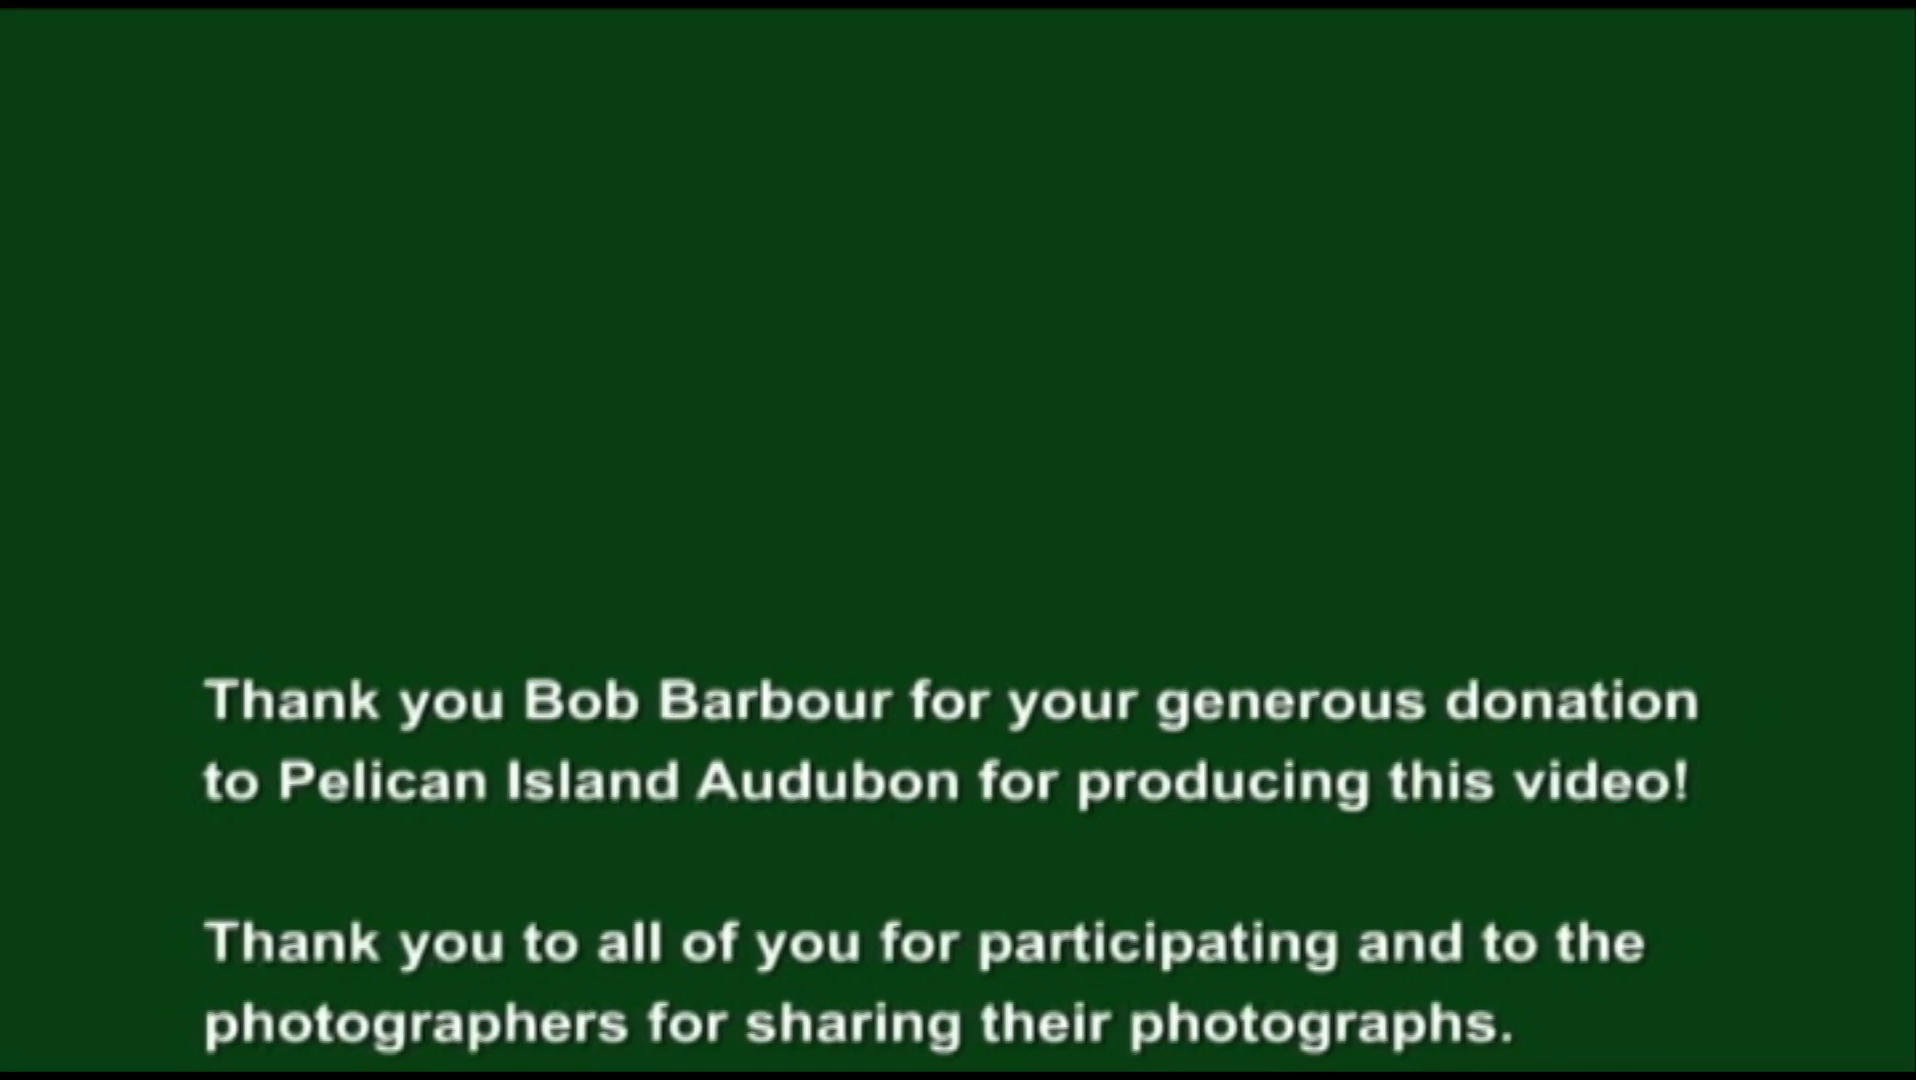 Thank you Bob Barbour for your generous donation
to Pelican Island Audubon for producing this video!
Thank you to all of you for participating and to the
photographers for sharing their photographs.